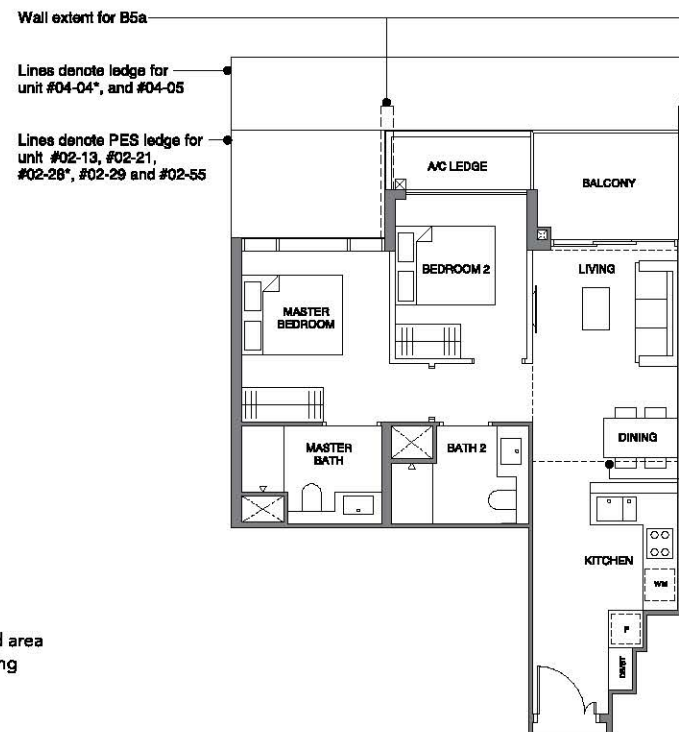 Wall extent for B5a
Lines denote ledge for
unit #04-04*, and #04-05
Lines denote PES ledge for
unit #02-13, #02-21,
#02-28*, #02-29 and #02-55
A/C LEDGE
BALCONY
BEDROOM 2
LIVING
MASTER
BEDROOM
DINING
MASTER
BATH
BATH 2
KITCHEN
WM
F
DB/ST
area